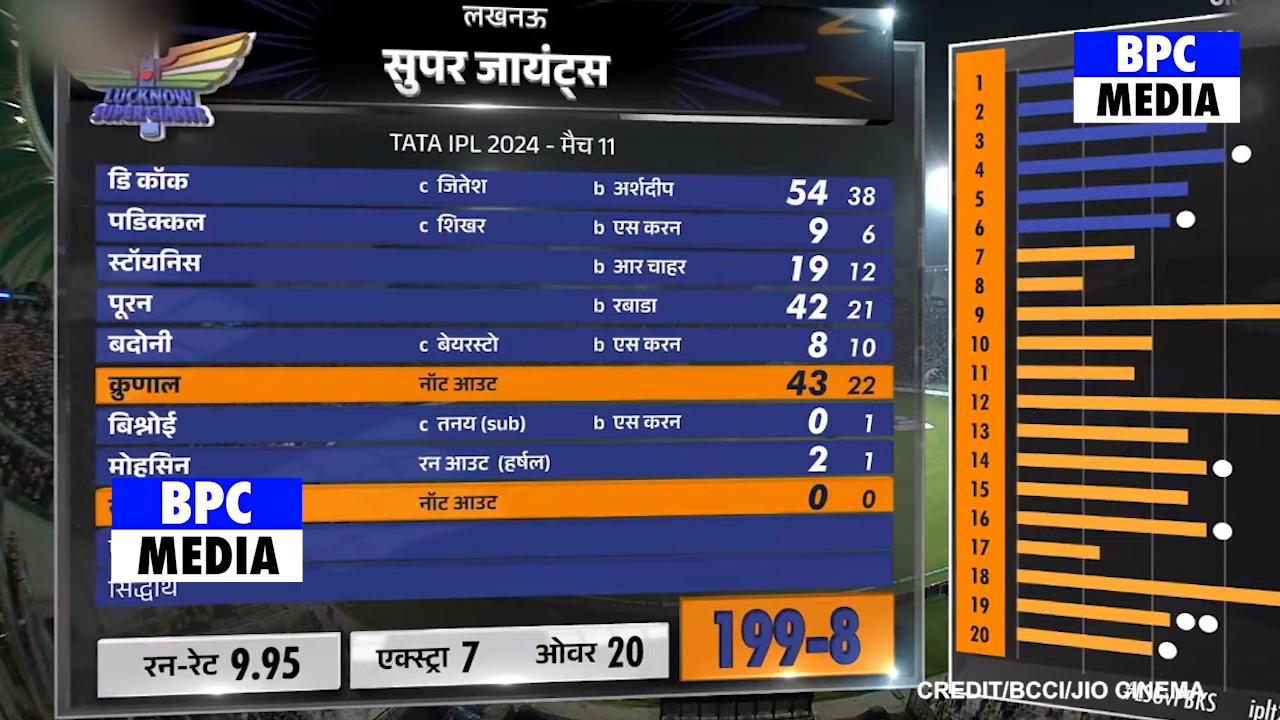 लखनऊ
सुपर जायंट्स
LUCKNOW
SUPER GIANTS
TATA IPL 2024 - मैच 11
डि कॉक c जितेश b अर्शदीप 54 38
पडिक्कल c शिखर b एस करन 9 6
स्टॉयनिस b आर चाहर 19 12
पूरन b रबाडा 42 21
बदोनी c बेयरस्टो b एस करन 8 10
क्रुणाल नॉट आउट 43 22
बिश्नोई c तनय (sub) b एस करन 0 1
मोहसिन रन आउट (हर्षल) 2 1
नॉट आउट 0 0
सिद्धार्थ
रन-रेट 9.95 एक्स्ट्रा 7 ओवर 20 199-8
BPC
MEDIA
BPC
MEDIA
1
2
3
4
5
6
7
8
9
10
11
12
13
14
15
16
17
18
19
20
CREDIT/BCCI/JIO CINEMA